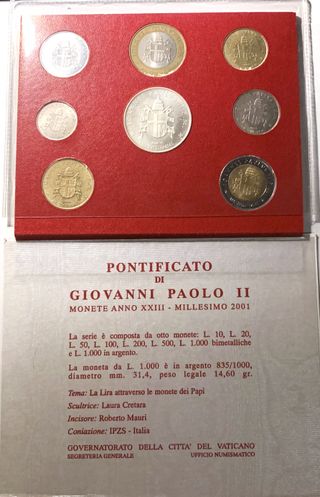 PONTIFICATO
DI
GIOVANNI PAOLO II
MONETE ANNO XXIII - MILLESIMO 2001
La serie è composta da otto monete: L. 10, L. 20,
L. 50, L. 100, L. 200, L. 500, L. 1.000 bimetalliche
e L. 1.000 in argento.
La moneta da L. 1.000 è in argento 835/1000,
diametro mm. 31,4, peso legale 14,60 gr.
Tema: La Lira attraverso le monete dei Papi
Scultrice: Laura Cretara
Incisore: Roberto Mauri
Coniazione: IPZS - Italia
GOVERNATORATO DELLA CITTA' DEL VATICANO
SEGRETERIA GENERALE UFFICIO NUMISMATICO